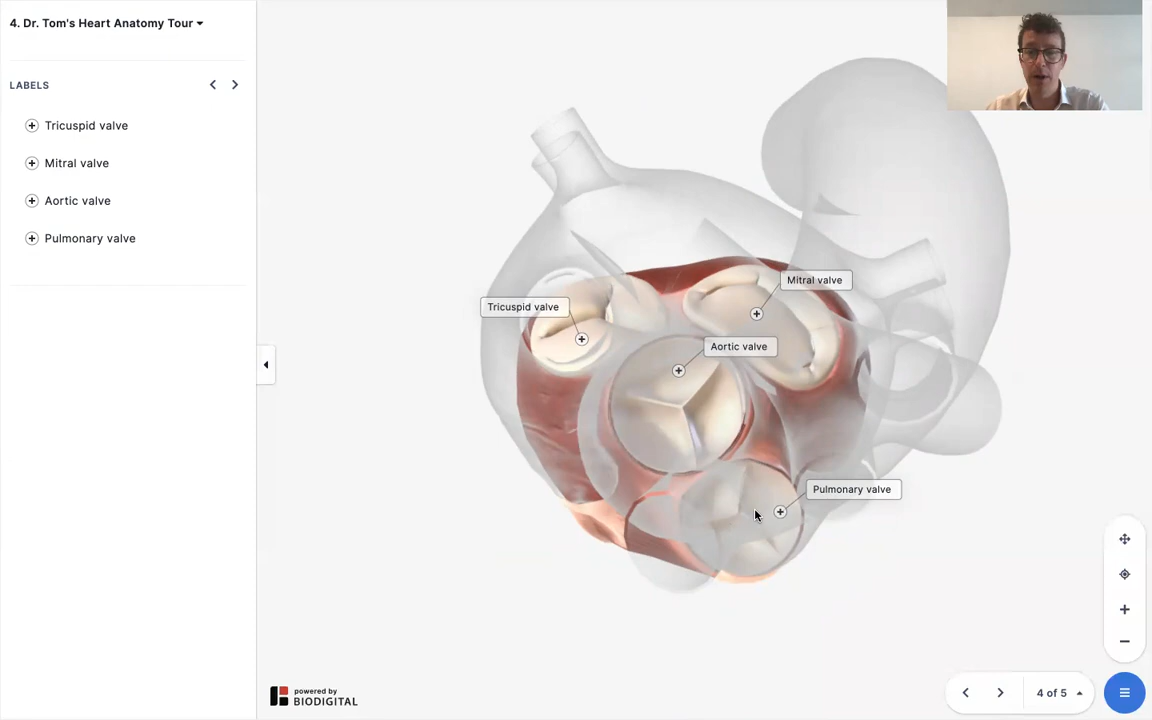 4. Dr. Tom's Heart Anatomy Tour
LABELS
Tricuspid valve
Mitral valve
Aortic valve
Pulmonary valve
Mitral valve
Tricuspid valve
Aortic valve
Pulmonary valve
powered by
BIODIGITAL
4 of 5